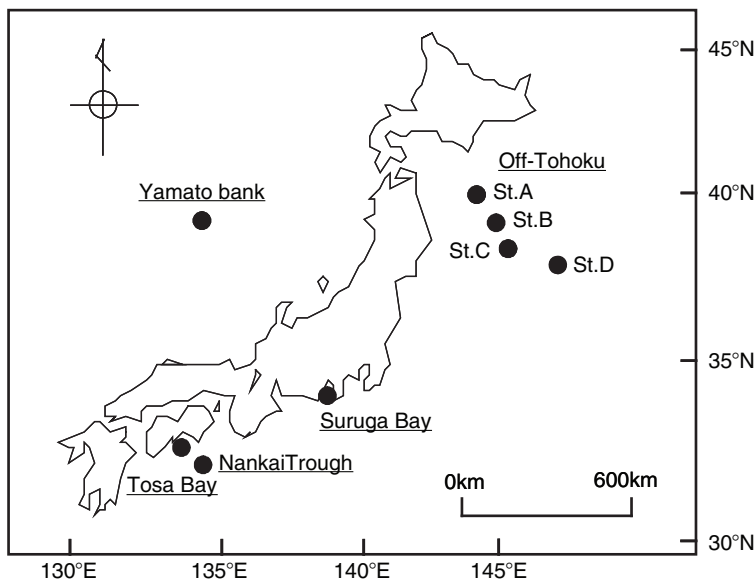 45°N
Off-Tohoku
Yamato bank
40°N
St.A
St.B
St.C
St.D
35°N
Suruga Bay
NankaiTrough
Tosa Bay
0km 600km
30°N
130°E 135°E 140°E 145°E